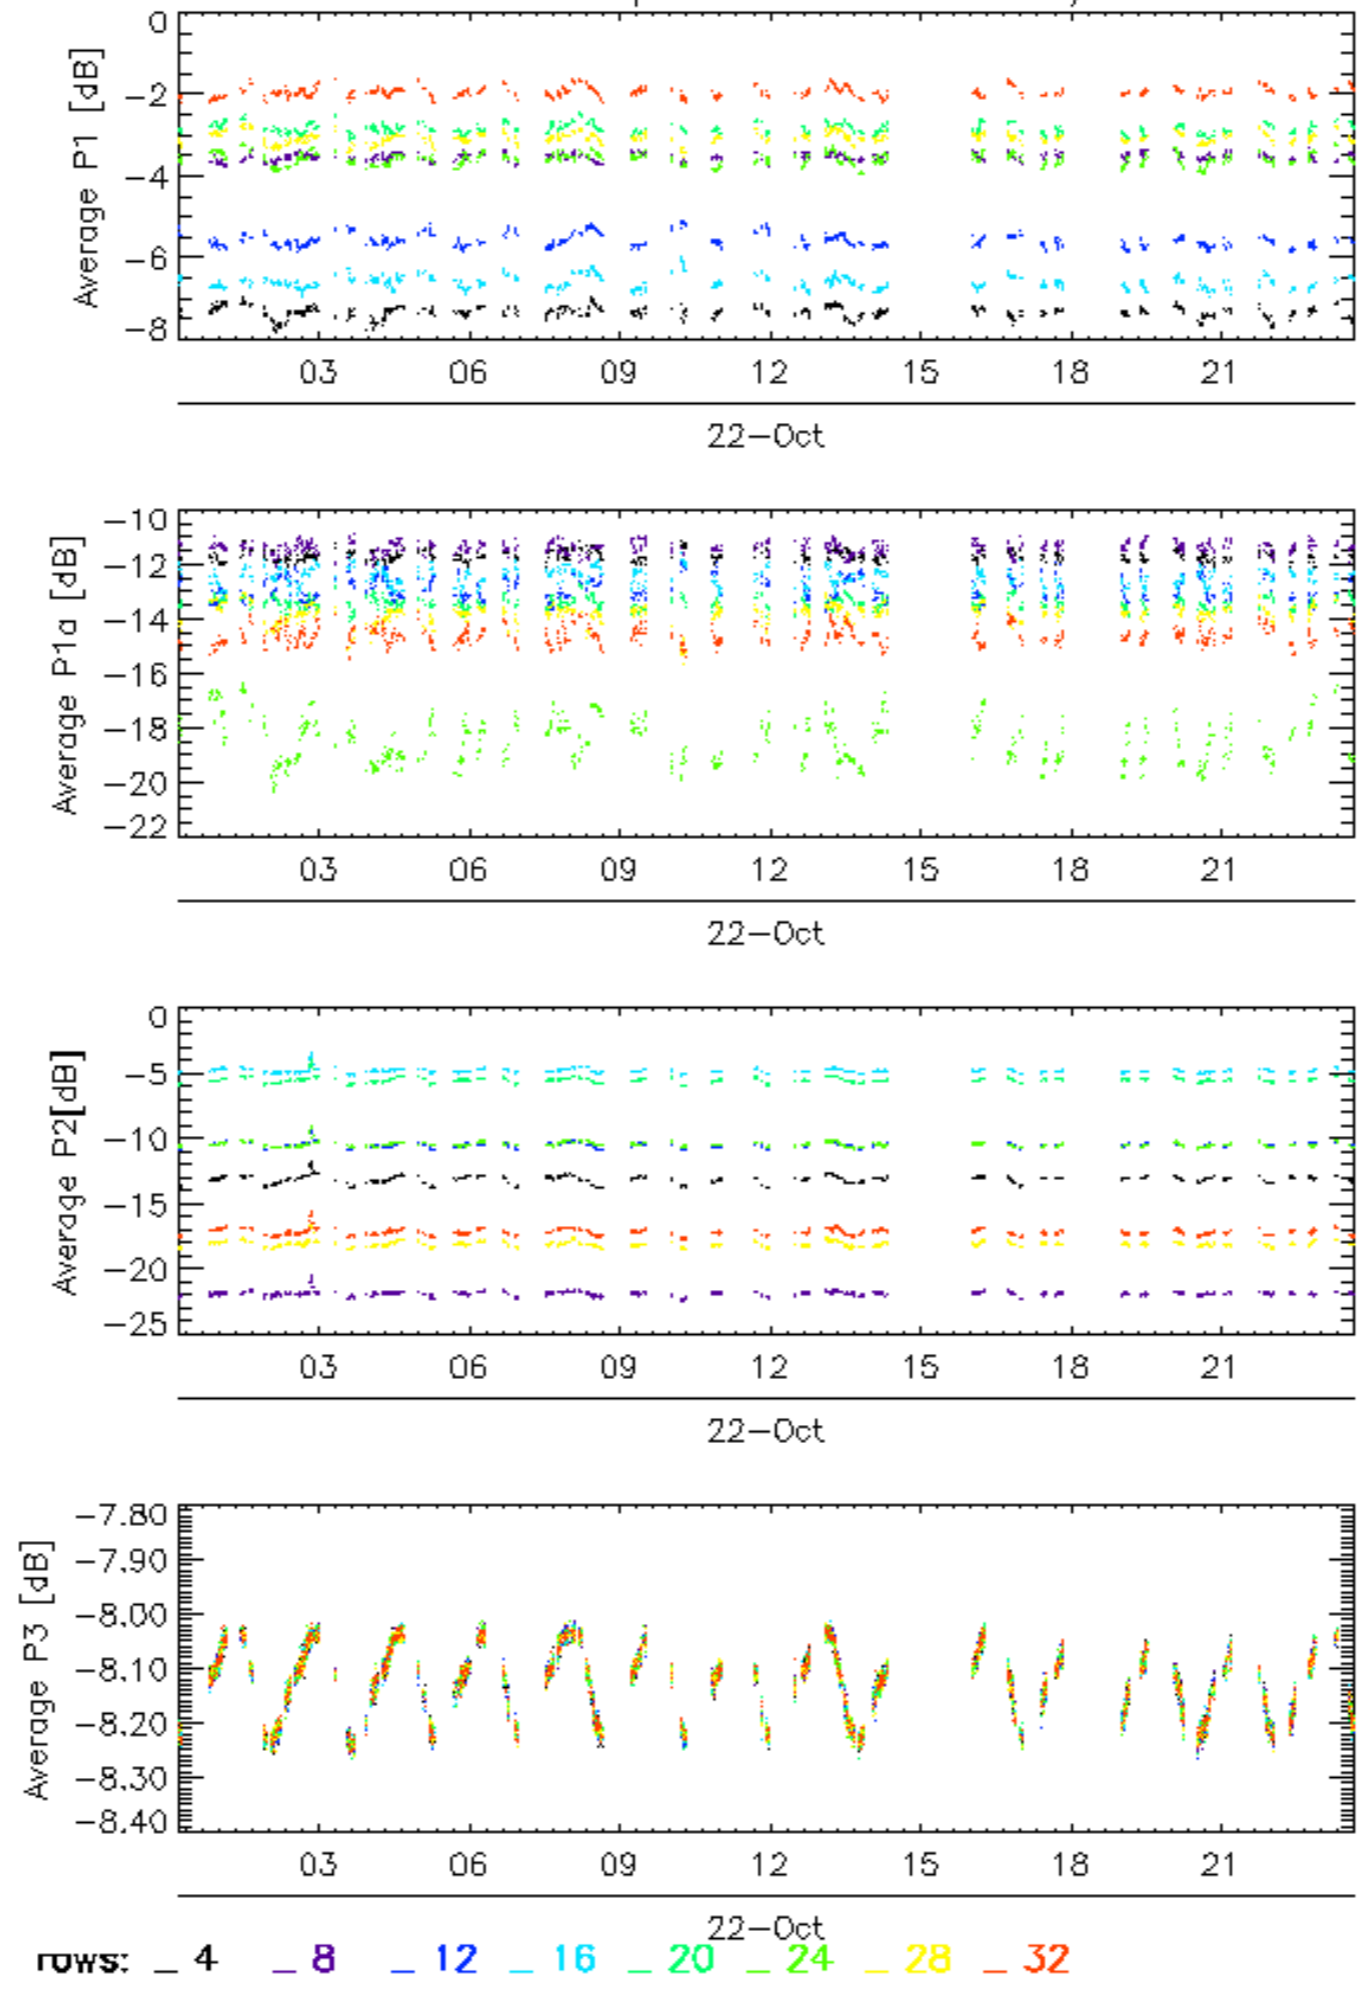 0
-2
-4
-6
-8
Average P1 [dB]
03 06 09 12 15 18 21
22-Oct
-10
-12
-14
-16
-18
-20
-22
Average P1a [dB]
03 06 09 12 15 18 21
22-Oct
0
-5
-10
-15
-20
-25
Average P2[dB]
03 06 09 12 15 18 21
22-Oct
-7.80
-7.90
-8.00
-8.10
-8.20
-8.30
-8.40
Average P3 [dB]
03 06 09 12 15 18 21
22-Oct
rows: _ 4 _ 8 _ 12 _ 16 _ 20 _ 24 _ 28 _ 32